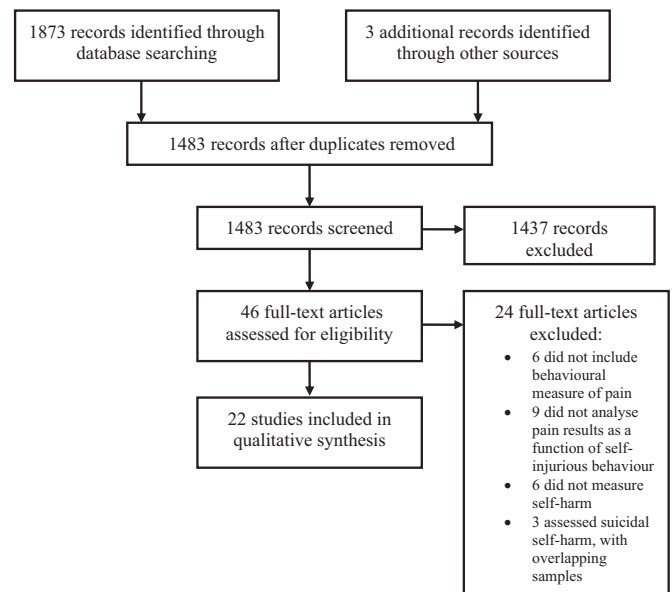 1873 records identified through
database searching
3 additional records identified
through other sources
1483 records after duplicates removed
1483 records screened
1437 records
excluded
46 full-text articles
assessed for eligibility
24 full-text articles
excluded:
• 6 did not include
behavioural
measure of pain
• 9 did not analyse
pain results as a
function of self-
injurious behaviour
• 6 did not measure
self-harm
• 3 assessed suicidal
self-harm, with
overlapping
samples
22 studies included in
qualitative synthesis